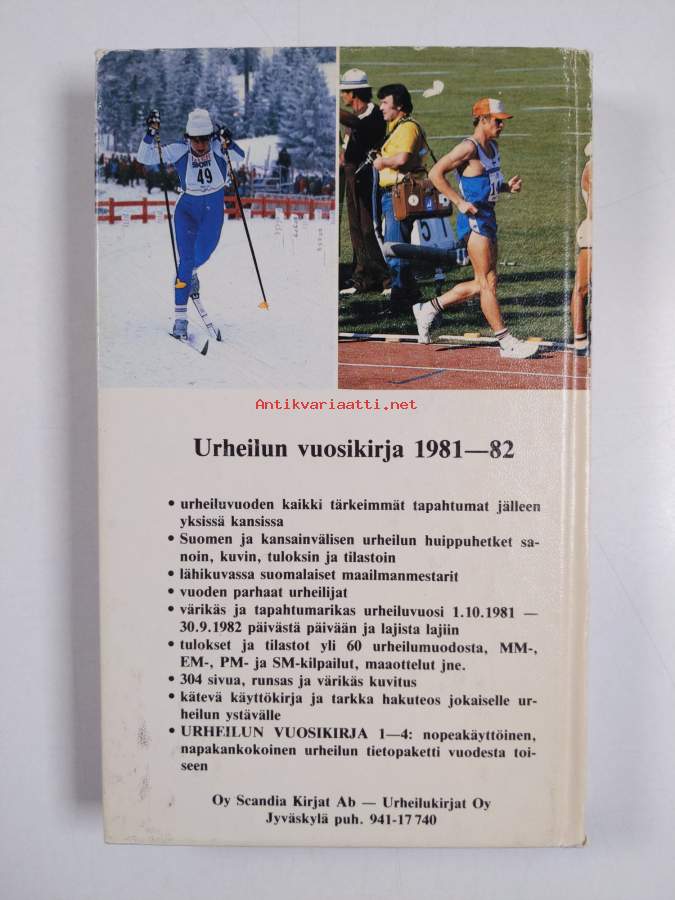 49
Antikvariaatti.net
Urheilun vuosikirja 1981—82
• urheiluvuoden kaikki tärkeimmät tapahtumat jälleen
yksissä kansissa
• Suomen ja kansainvälisen urheilun huippuhetket sa-
noin, kuvin, tuloksin ja tilastoin
• lähikuvassa suomalaiset maailmanmestarit
• vuoden parhaat urheilijat
• värikäs ja tapahtumarikas urheiluvuosi 1.10.1981 —
30.9.1982 päivästä päivään ja lajista lajiin
• tulokset ja tilastot yli 60 urheilumuodosta, MM-,
EM-, PM- ja SM-kilpailut, maaottelut jne.
• 304 sivua, runsas ja värikäs kuvitus
• kätevä käyttökirja ja tarkka hakuteos jokaiselle ur-
heilun ystävälle
• URHEILUN VUOSIKIRJA 1—4: nopeakäyttöinen,
napakankokoinen urheilun tietopaketti vuodesta toi-
seen
Oy Scandia Kirjat Ab — Urheilukirjat Oy
Jyväskylä puh. 941-17 740